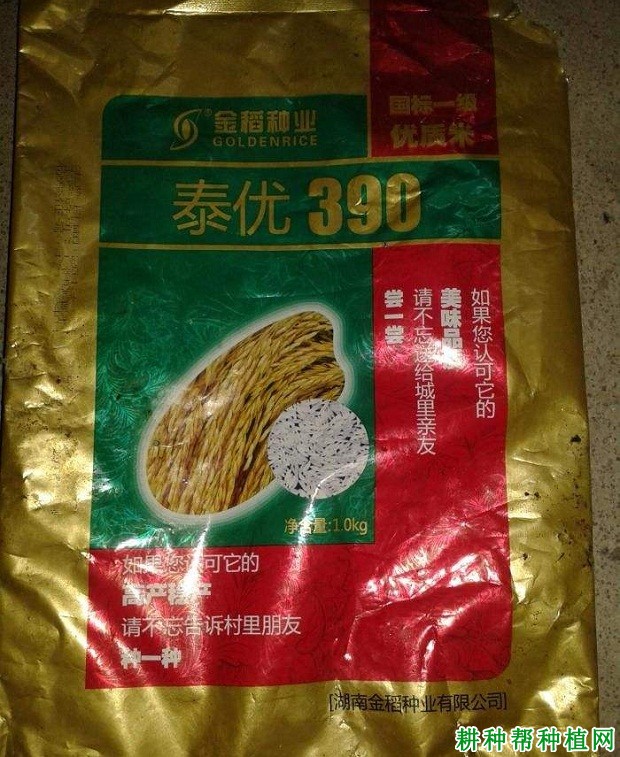 金稻种业
GOLDENRICE
国标一级
优质米
泰优 390
如果您认可它的
美味品质
请不忘送给城里亲友
尝一尝
净含量:1.0kg
如果您认可它的
高产稳产
请不忘告诉村里朋友
种一种
[湖南金稻种业有限公司]
耕种帮种植网